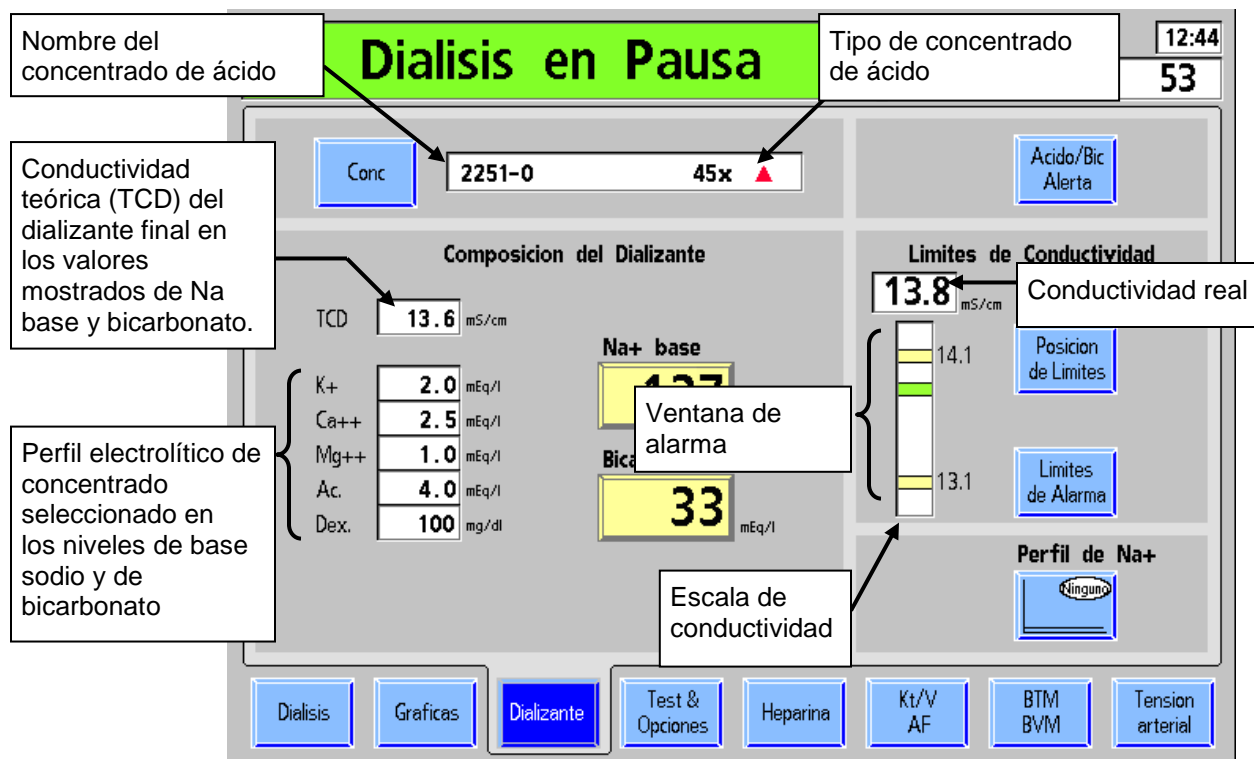 Nombre del
concentrado de ácido
Dialisis en Pausa
Tipo de concentrado
de ácido
12:44
53
Conc
2251-0 45x
Acido/Bic
Alerta
Conductividad
teórica (TCD) del
dializante final en
los valores
mostrados de Na
base y bicarbonato.
Composicion del Dializante
TCD 13.6 mS/cm
K+ 2.0 mEq/l
Ca++ 2.5 mEq/l
Mg++ 1.0 mEq/l
Ac. 4.0 mEq/l
Dex. 100 mg/dl
Na+ base
33 mEq/l
Limites de Conductividad
13.8 mS/cm
Conductividad real
14.1
13.1
Posicion
de Limites
Limites
de Alarma
Ventana de
alarma
Perfil electrolítico de
concentrado
seleccionado en
los niveles de base
sodio y de
bicarbonato
Escala de
conductividad
Perfil de Na+
Ninguno
Dialisis
Graficas
Dializante
Test &
Opciones
Heparina
Kt/V
AF
BTM
BVM
Tension
arterial